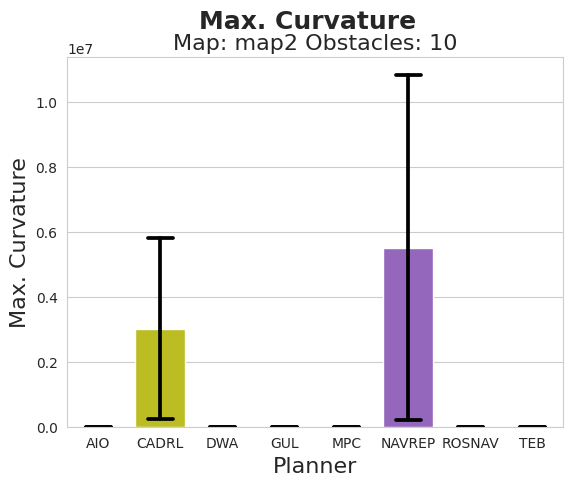 Max. Curvature
Map: map2 Obstacles: 10
1e7
1.0
0.8
0.6
0.4
0.2
0.0
Max. Curvature
AIO CADRL DWA GUL MPC NAVREP ROSNAV TEB
Planner